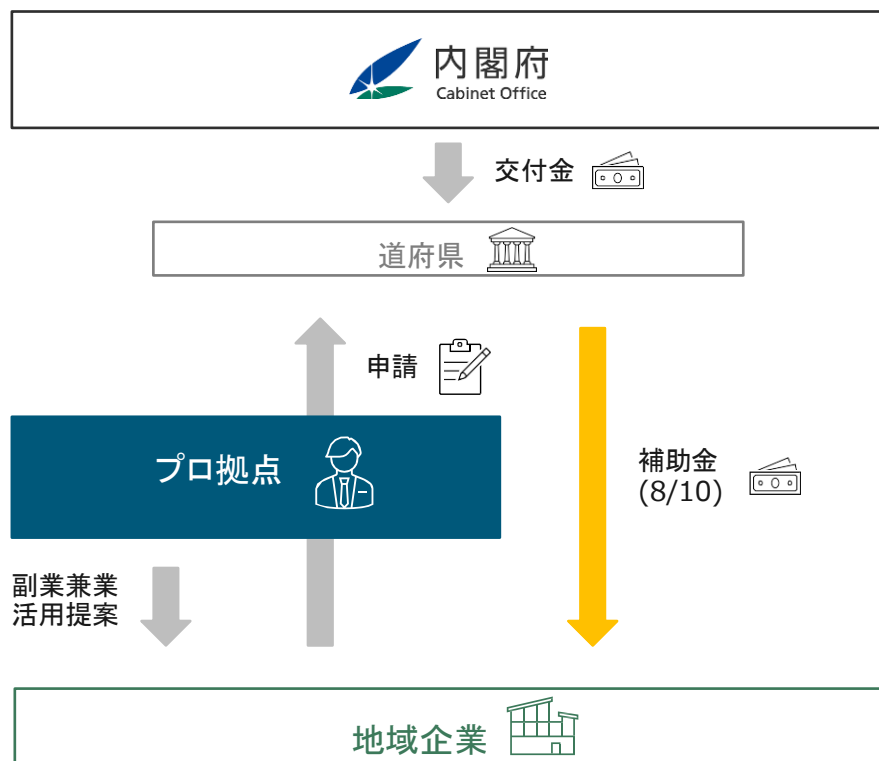 内閣府
Cabinet Office
交付金
道府県
申請
プロ拠点
補助金
(8/10)
副業兼業
活用提案
地域企業